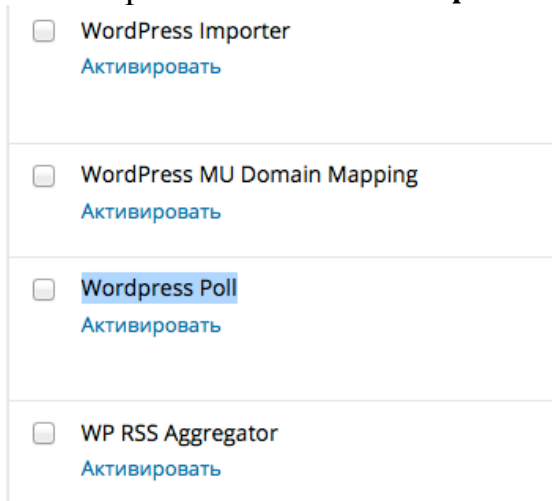 WordPress Importer
Активировать
WordPress MU Domain Mapping
Активировать
Wordpress Poll
Активировать
WP RSS Aggregator
Активировать